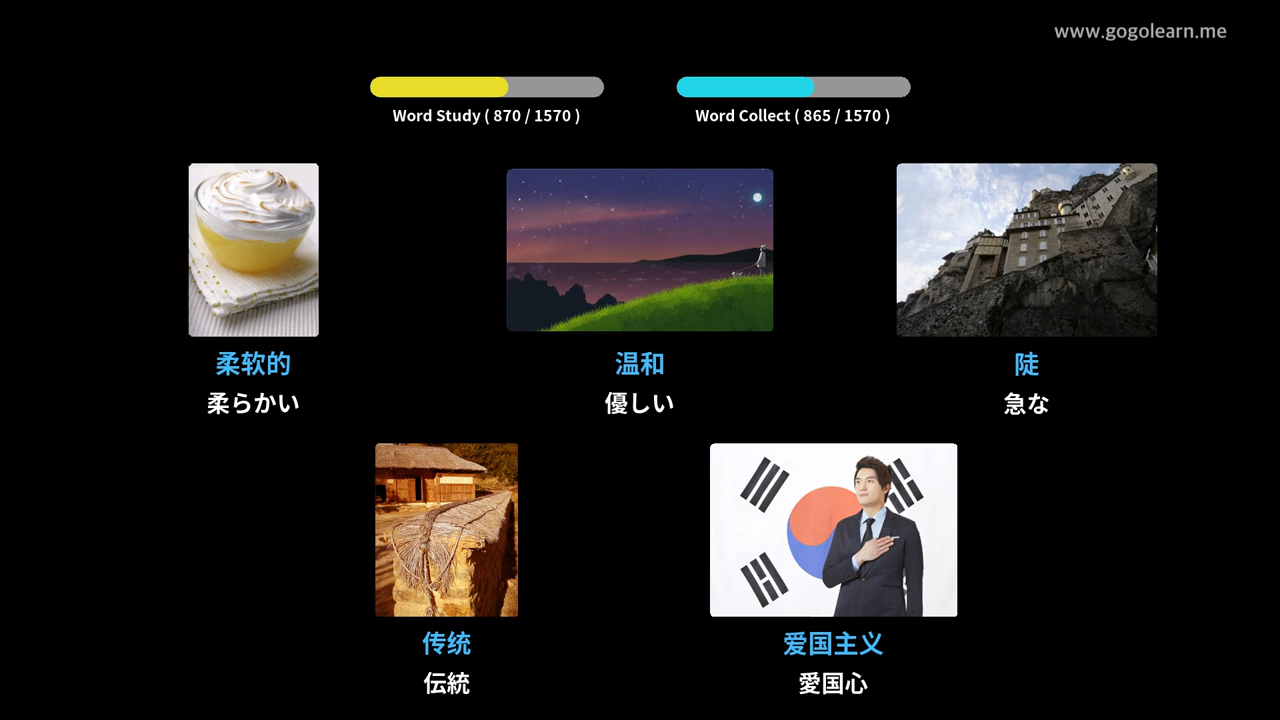 www.gogolearn.me
Word Study ( 870 / 1570 )
Word Collect ( 865 / 1570 )
柔软的
柔らかい
温和
優しい
陡
急な
传统
伝統
爱国主义
愛国心